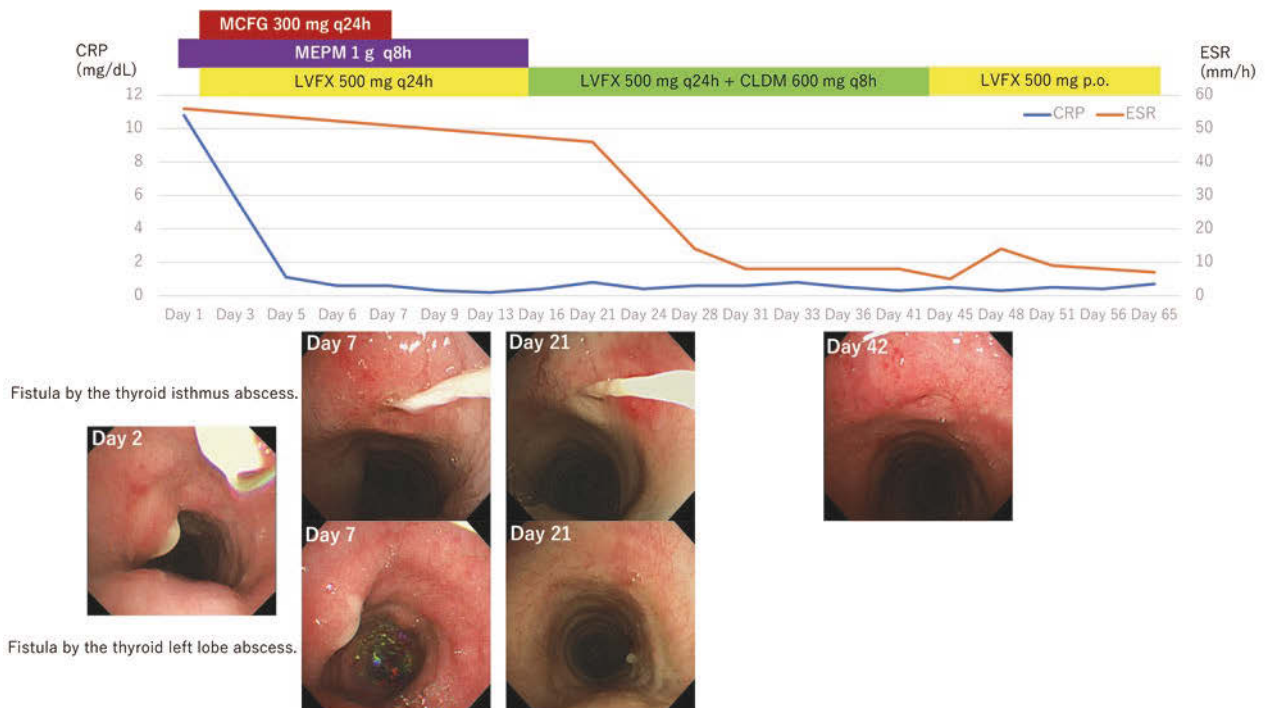 MCFG 300 mg q24h
CRP
(mg/dL)
MEPM 1 g q8h
ESR
(mm/h)
LVFX 500 mg q24h
LVFX 500 mg q24h + CLDM 600 mg q8h
LVFX 500 mg p.o.
12
10
8
6
4
2
0
CRP
ESR
60
50
40
30
20
10
0
Day 1 Day 3 Day 5 Day 6 Day 7 Day 9 Day 13 Day 16 Day 21 Day 24 Day 28 Day 31 Day 33 Day 36 Day 41 Day 45 Day 48 Day 51 Day 56 Day 65
Day 7
Day 21
Day 42
Fistula by the thyroid isthmus abscess.
Day 2
Day 7
Day 21
Fistula by the thyroid left lobe abscess.